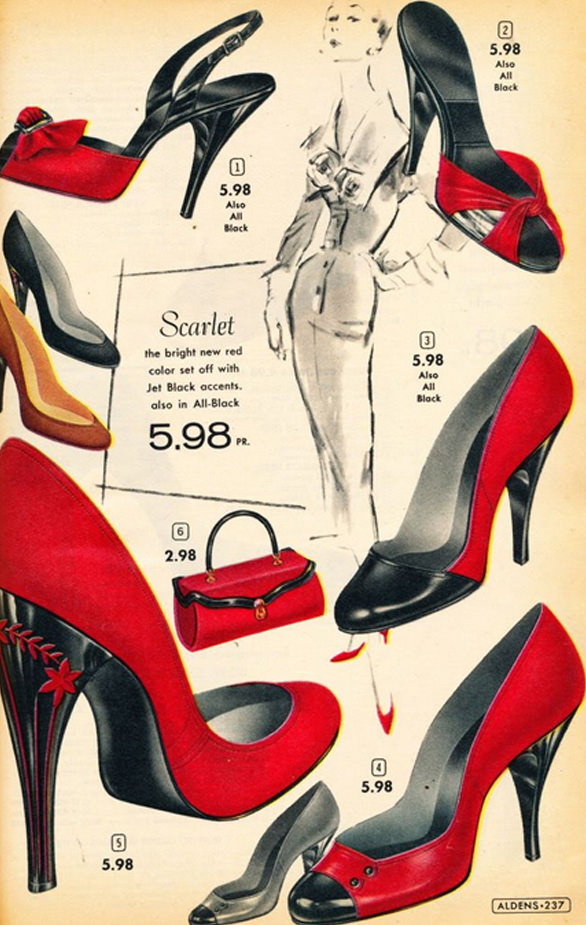 2
5.98
Also
All
Black
1
5.98
Also
All
Black
Scarlet
the bright new red
color set off with
Jet Black accents.
also in All-Black
5.98 PR.
3
5.98
Also
All
Black
6
2.98
4
5.98
5
5.98
ALDENS•237